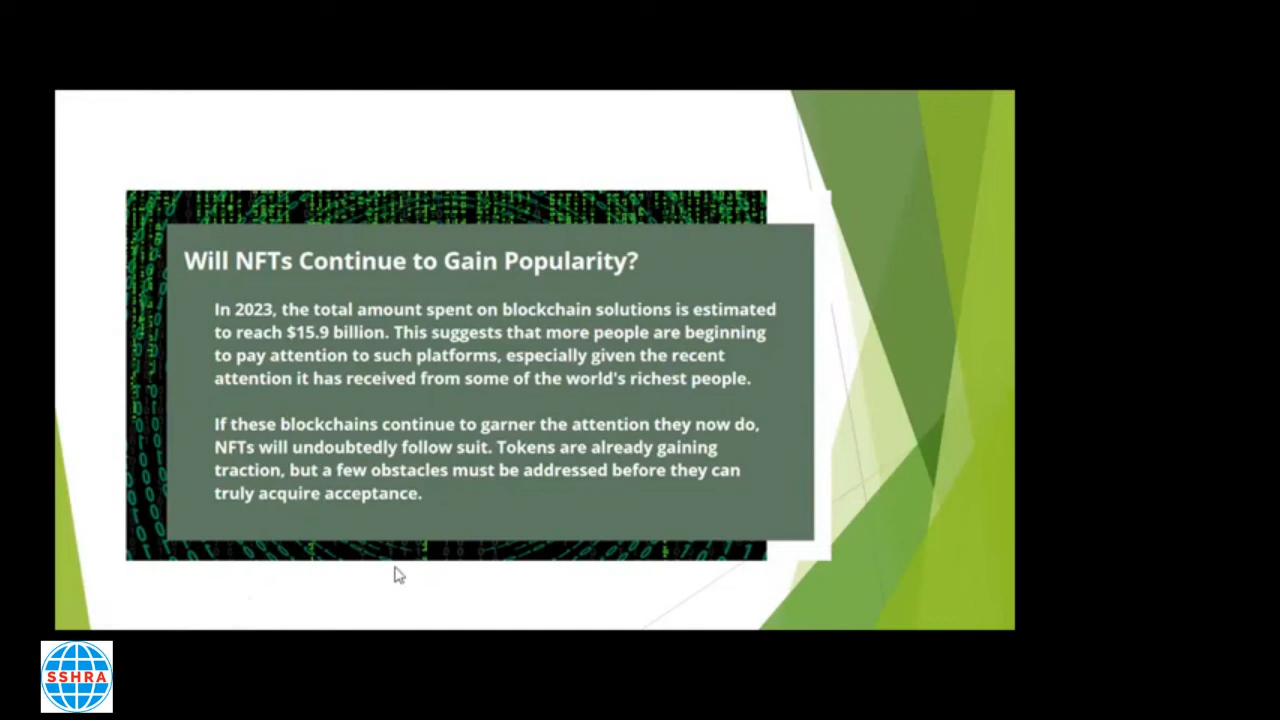 Will NFTs Continue to Gain Popularity?
In 2023, the total amount spent on blockchain solutions is estimated
to reach $15.9 billion. This suggests that more people are beginning
to pay attention to such platforms, especially given the recent
attention it has received from some of the world's richest people.
If these blockchains continue to garner the attention they now do,
NFTs will undoubtedly follow suit. Tokens are already gaining
traction, but a few obstacles must be addressed before they can
truly acquire acceptance.
SSHRA